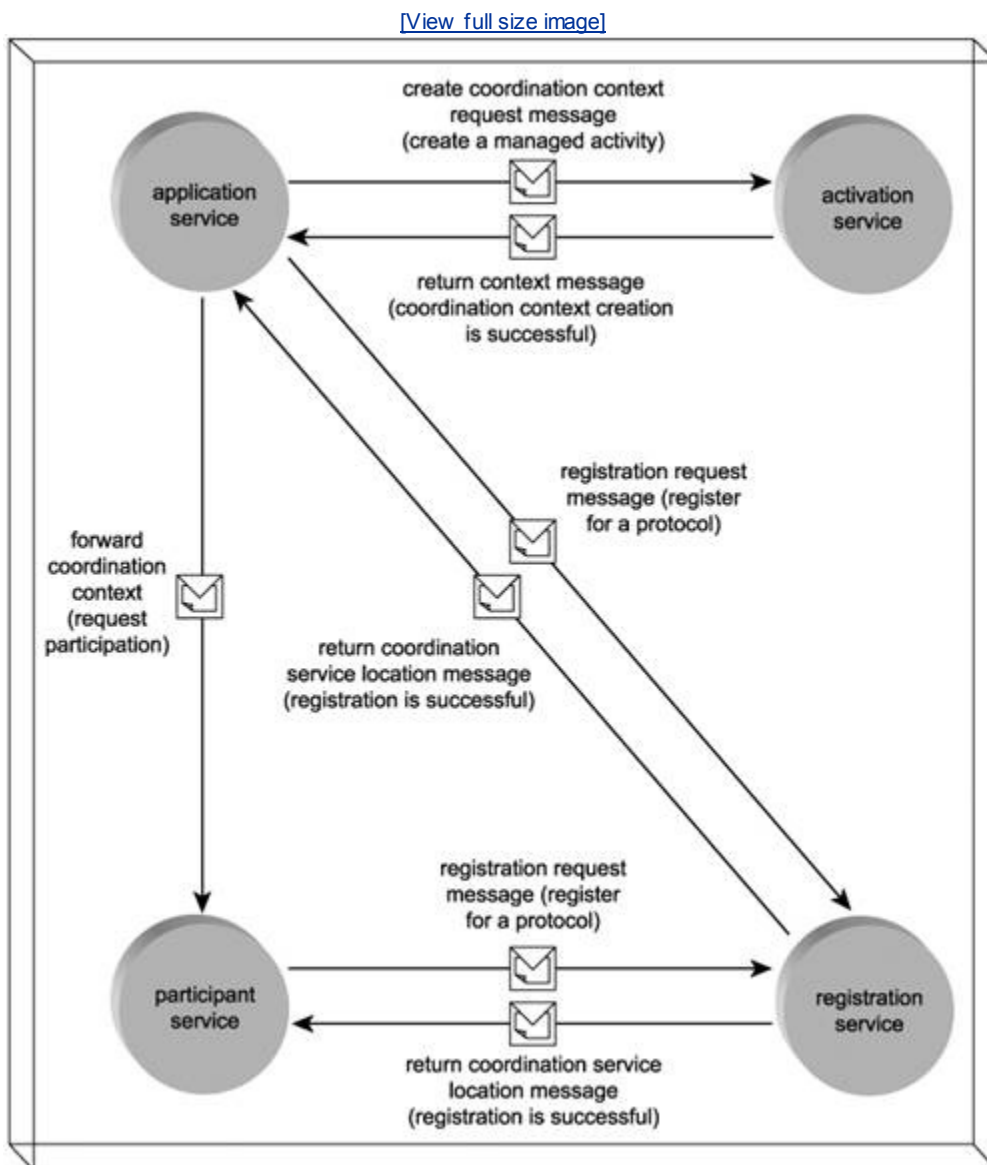 [View full size image]
create coordination context
request message
(create a managed activity)
application
service
activation
service
return context message
(coordination context creation
is successful)
registration request
message (register
for a protocol)
forward
coordination
context
(request
participation)
return coordination
service location message
(registration is successful)
registration request
message (register
for a protocol)
participant
service
registration
service
return coordination service
location message
(registration is successful)